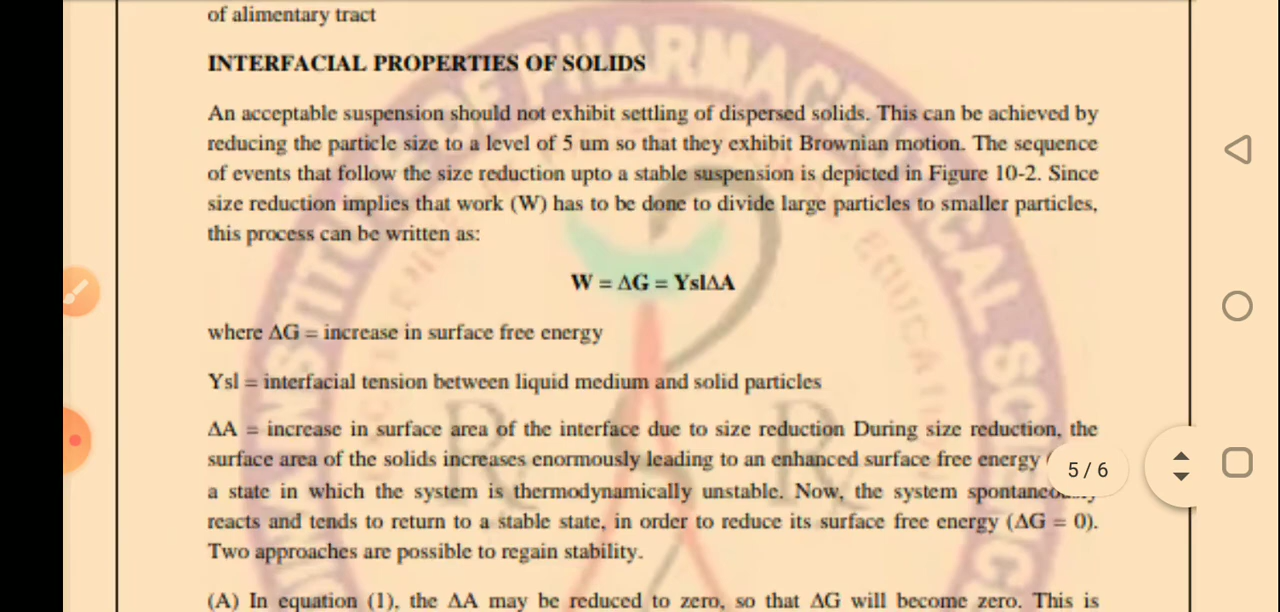 of alimentary tract
INTERFACIAL PROPERTIES OF SOLIDS
An acceptable suspension should not exhibit settling of dispersed solids. This can be achieved by
reducing the particle size to a level of 5 um so that they exhibit Brownian motion. The sequence
of events that follow the size reduction upto a stable suspension is depicted in Figure 10-2. Since
size reduction implies that work (W) has to be done to divide large particles to smaller particles,
this process can be written as:
W = ΔG = YslΔA
where ΔG = increase in surface free energy
Ysl = interfacial tension between liquid medium and solid particles
ΔA = increase in surface area of the interface due to size reduction During size reduction, the
surface area of the solids increases enormously leading to an enhanced surface free energy (
5 / 6
a state in which the system is thermodynamically unstable. Now, the system
reacts and tends to return to a stable state, in order to reduce its surface free energy (ΔG = 0).
Two approaches are possible to regain stability.
(A) In equation (1), the ΔA may be reduced to zero, so that ΔG will become zero. This is